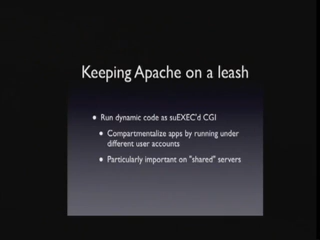 Keeping Apache on a leash
• Run dynamic code as suEXEC'd CGI
• Compartmentalize apps by running under
different user accounts
• Particularly important on "shared" servers